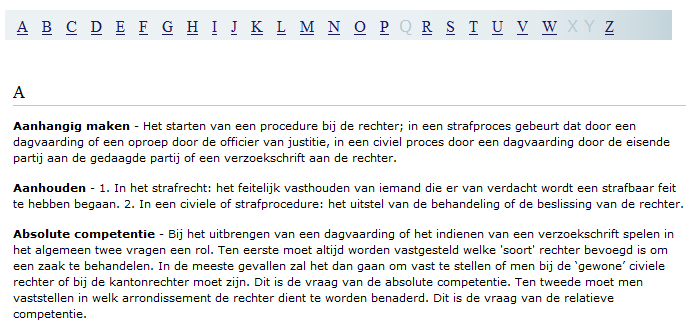 A B C D E F G H I J K L M N O P Q R S T U V W X Y Z
A
Aanhangig maken - Het starten van een procedure bij de rechter; in een strafproces gebeurt dat door een
dagvaarding of een oproep door de officier van justitie, in een civiel proces door een dagvaarding door de eisende
partij aan de gedaagde partij of een verzoekschrift aan de rechter.
Aanhouden - 1. In het strafrecht: het feitelijk vasthouden van iemand die er van verdacht wordt een strafbaar feit
te hebben begaan. 2. In een civiele of strafprocedure: het uitstel van de behandeling of de beslissing van de rechter.
Absolute competentie - Bij het uitbrengen van een dagvaarding of het indienen van een verzoekschrift spelen in
het algemeen twee vragen een rol. Ten eerste moet altijd worden vastgesteld welke 'soort' rechter bevoegd is om
een zaak te behandelen. In de meeste gevallen zal het dan gaan om vast te stellen of men bij de ‘gewone’ civiele
rechter of bij de kantonrechter moet zijn. Dit is de vraag van de absolute competentie. Ten tweede moet men
vaststellen in welk arrondissement de rechter dient te worden benaderd. Dit is de vraag van de relatieve
competentie.